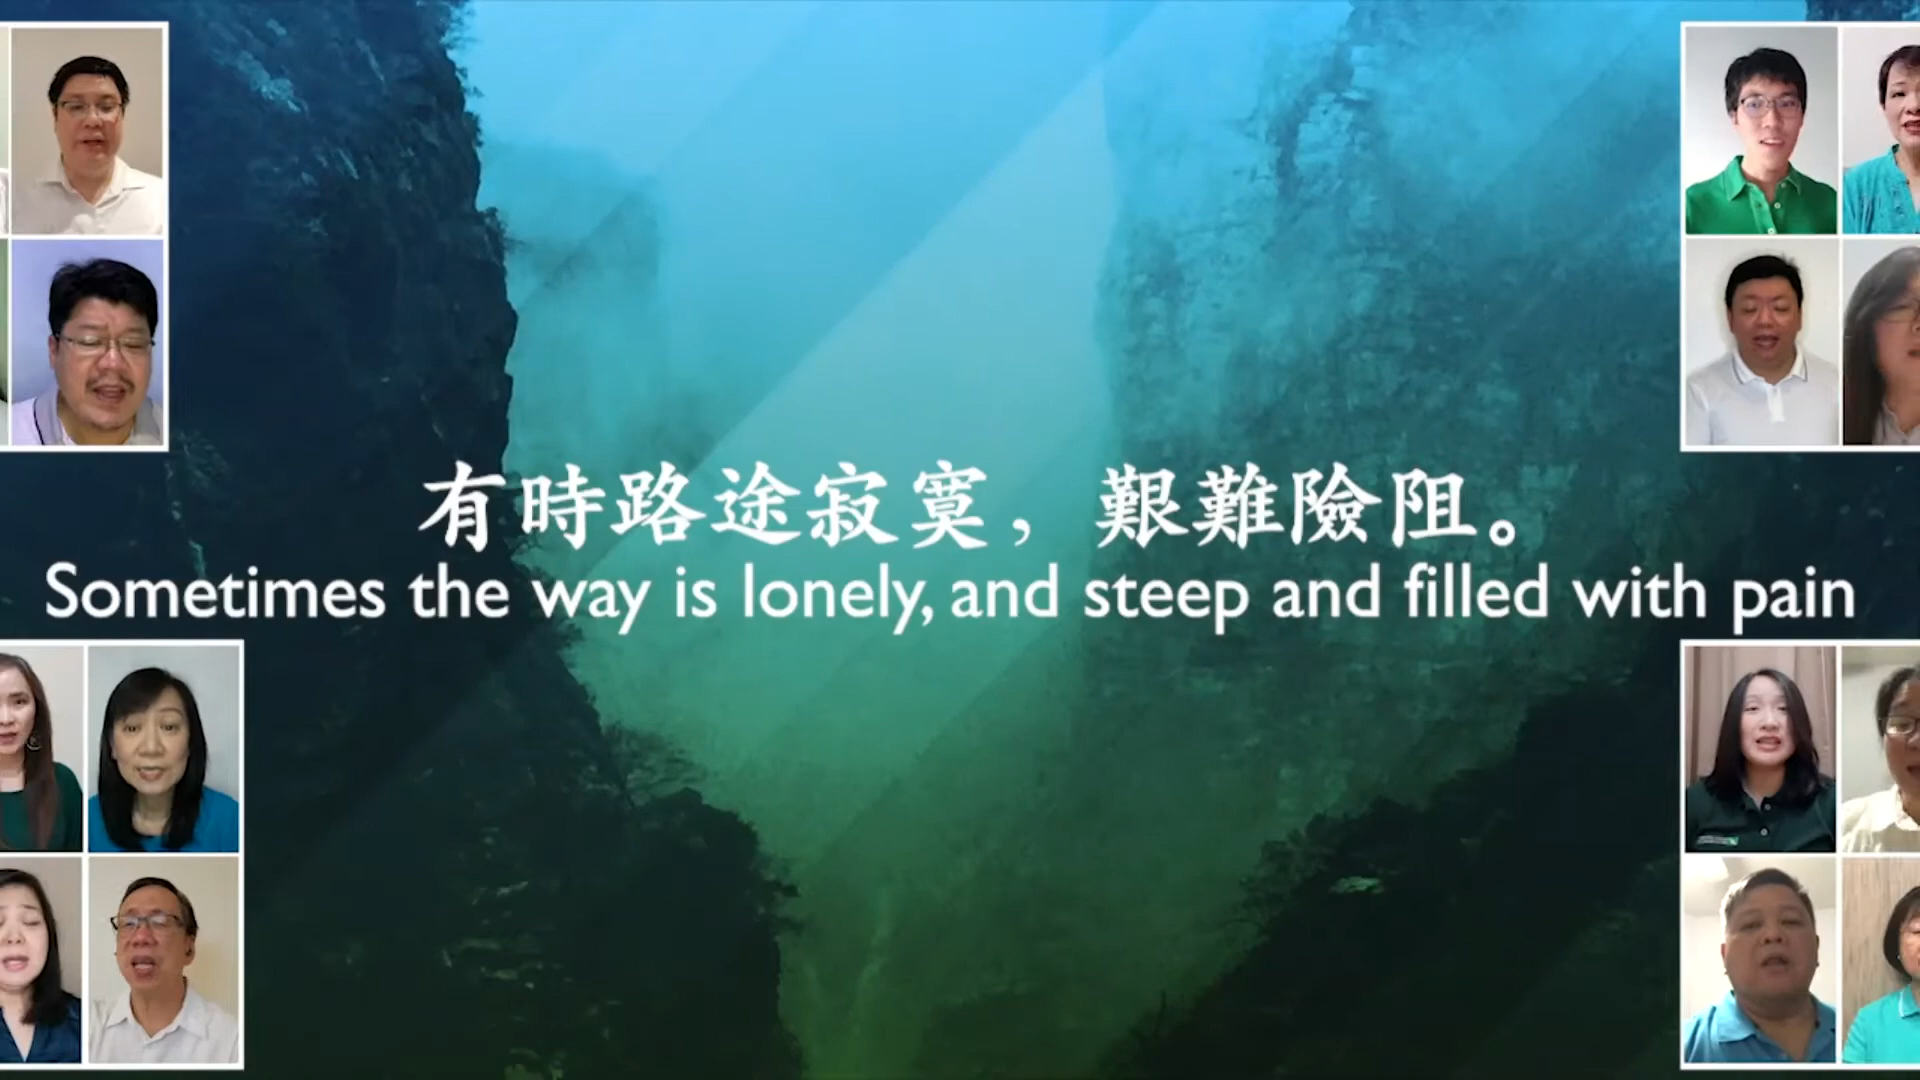 有時路途寂寞，艱難險阻。
Sometimes the way is lonely, and steep and filled with pain